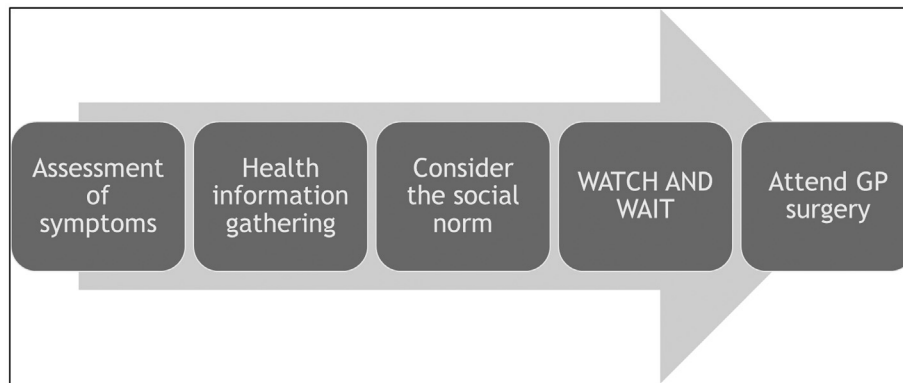 Assessment
of
symptoms
Health
information
gathering
Consider
the social
norm
WATCH AND
WAIT
Attend GP
surgery